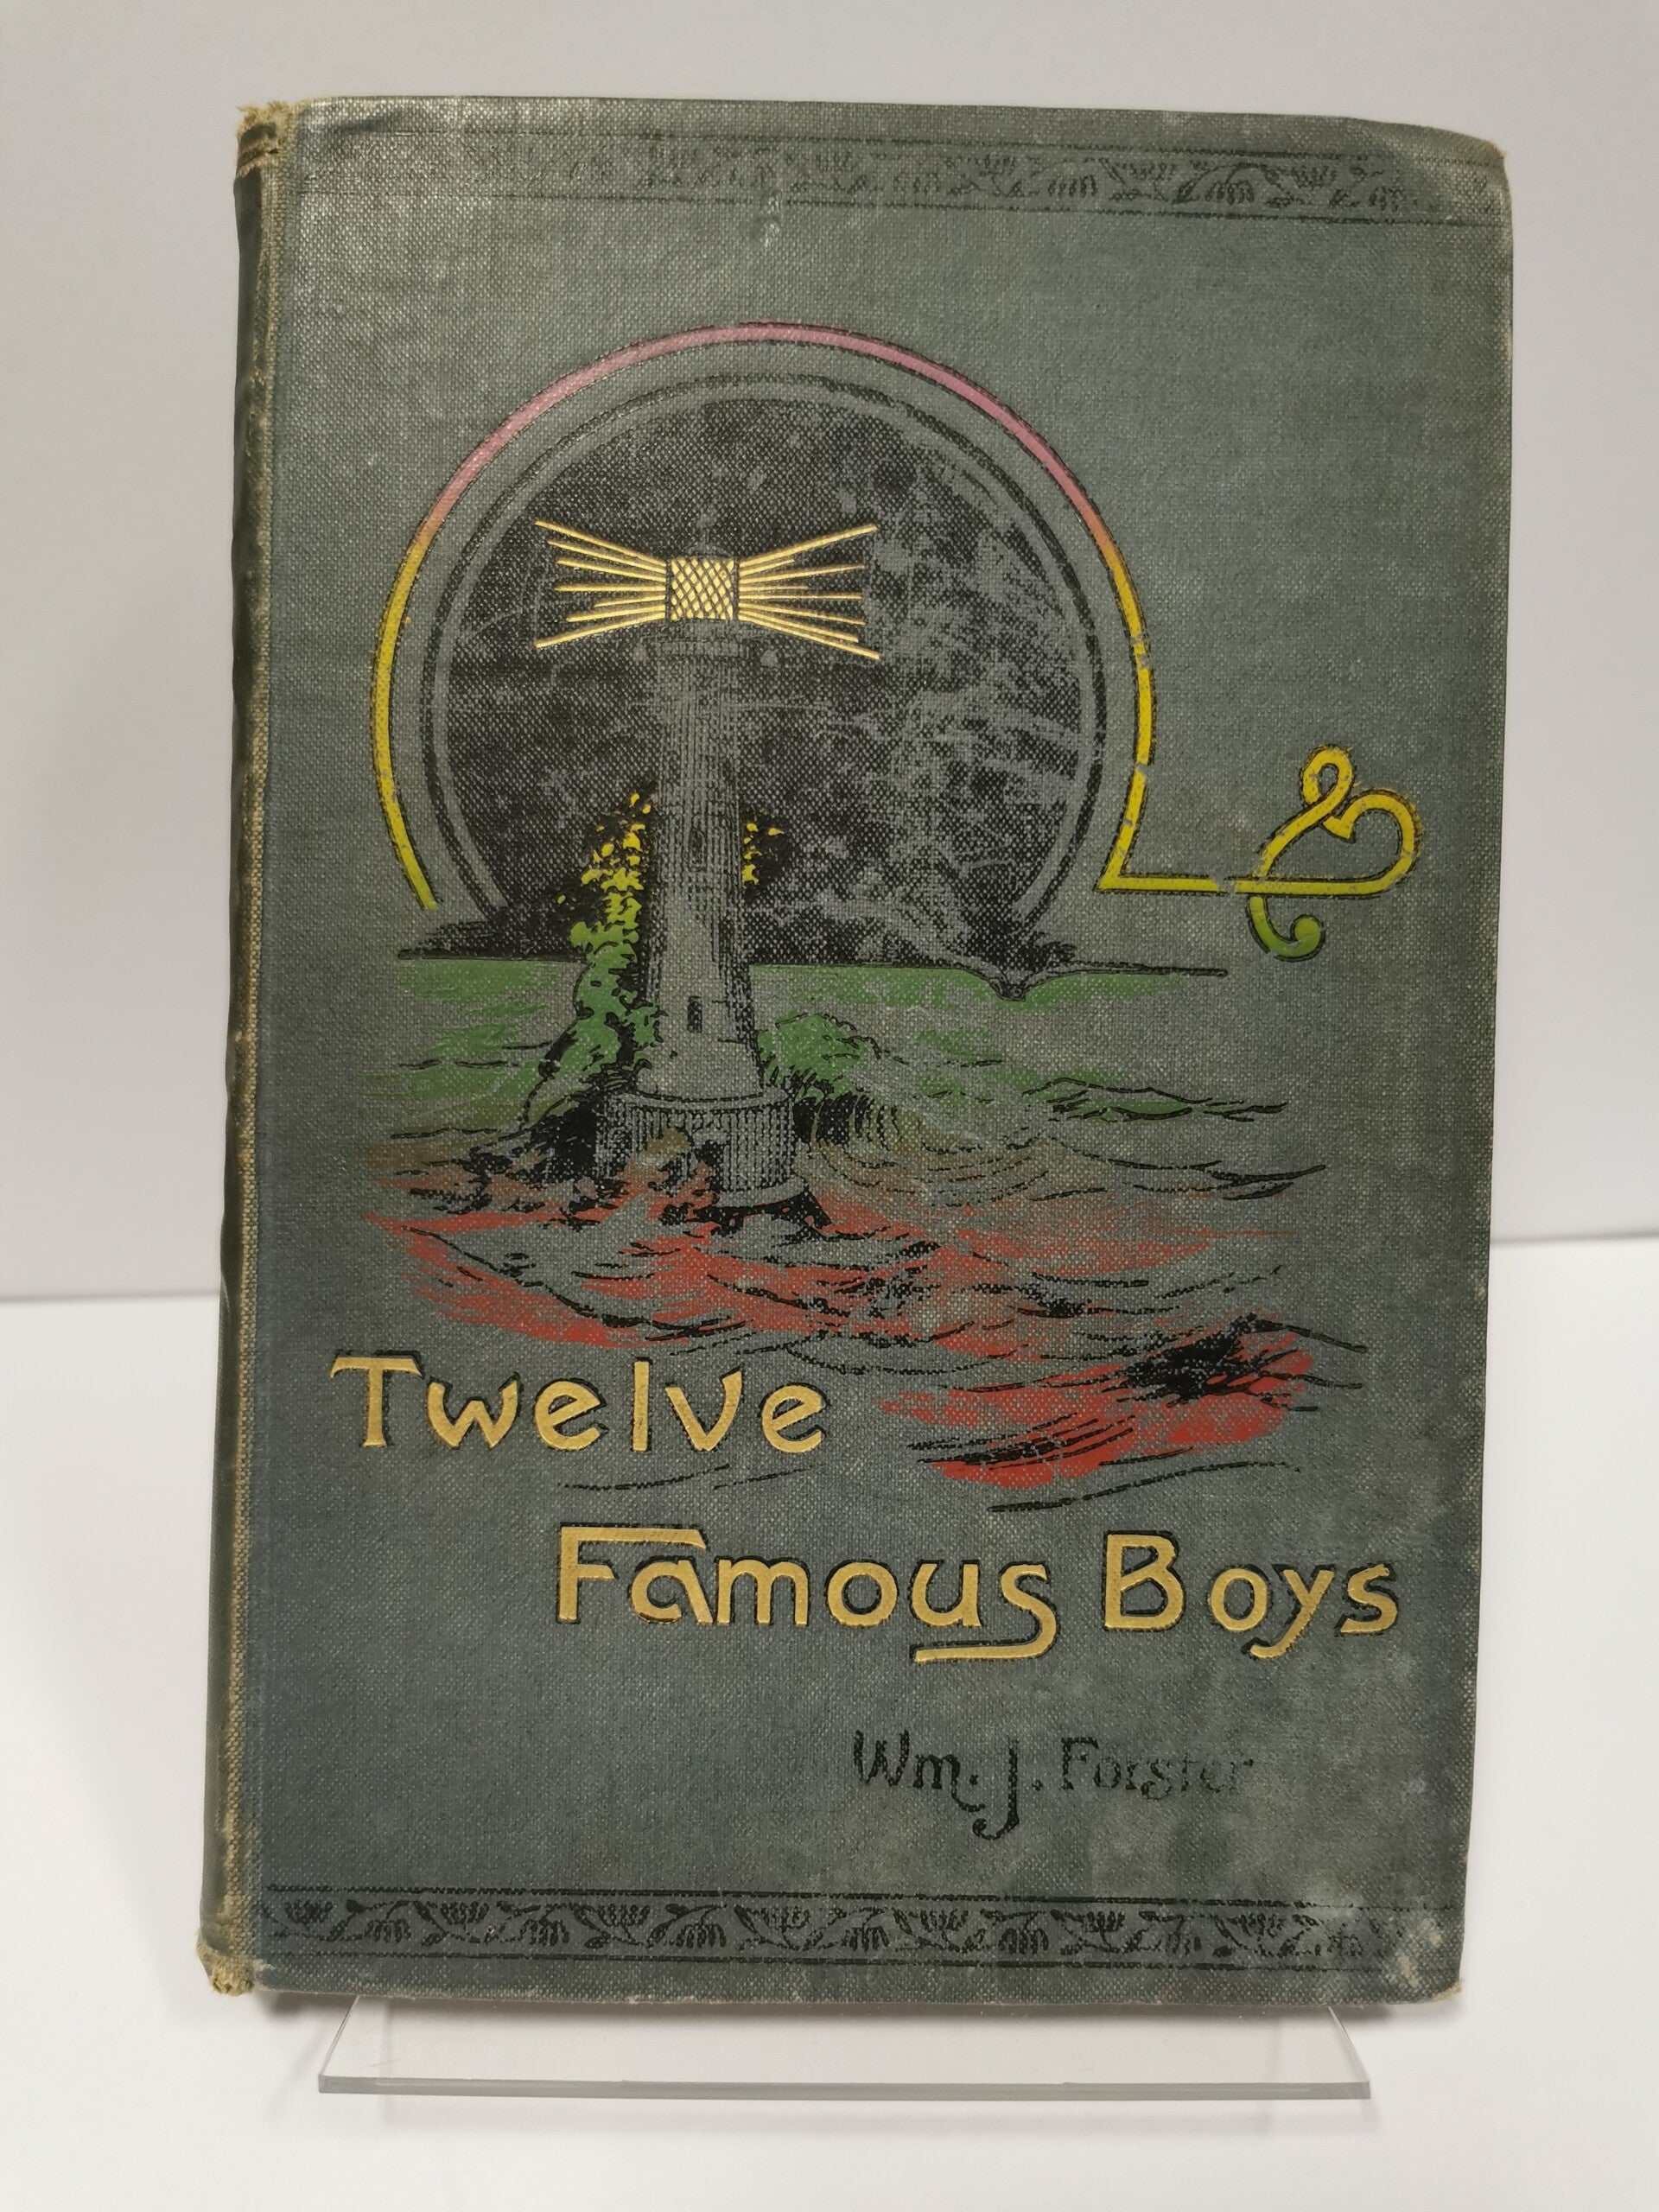 Twelve
Famous Boys
Wm. J. Forster